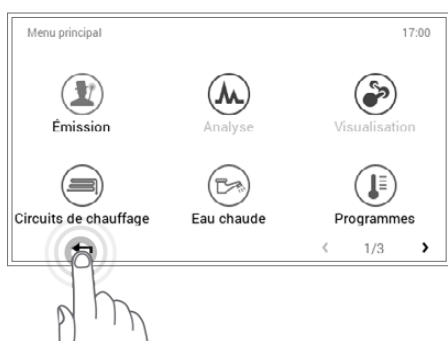 Menu principal 17:00
Émission Analyse Visualisation
Circuits de chauffage Eau chaude Programmes
< 1/3 >